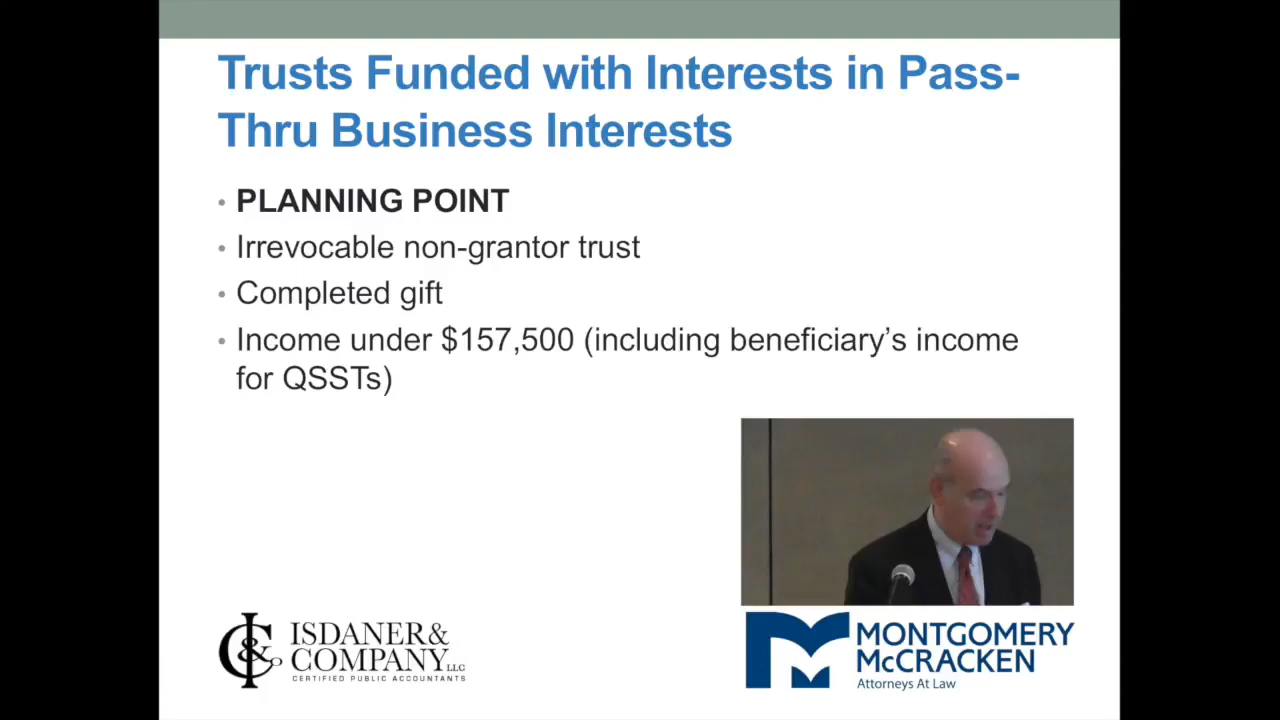 Trusts Funded with Interests in Pass-
Thru Business Interests
• PLANNING POINT
• Irrevocable non-grantor trust
• Completed gift
• Income under $157,500 (including beneficiary’s income
for QSSTs)
I&C
ISDANER&
COMPANY LLC
CERTIFIED PUBLIC ACCOUNTANTS
M
MONTGOMERY
McCRACKEN
Attorneys At Law